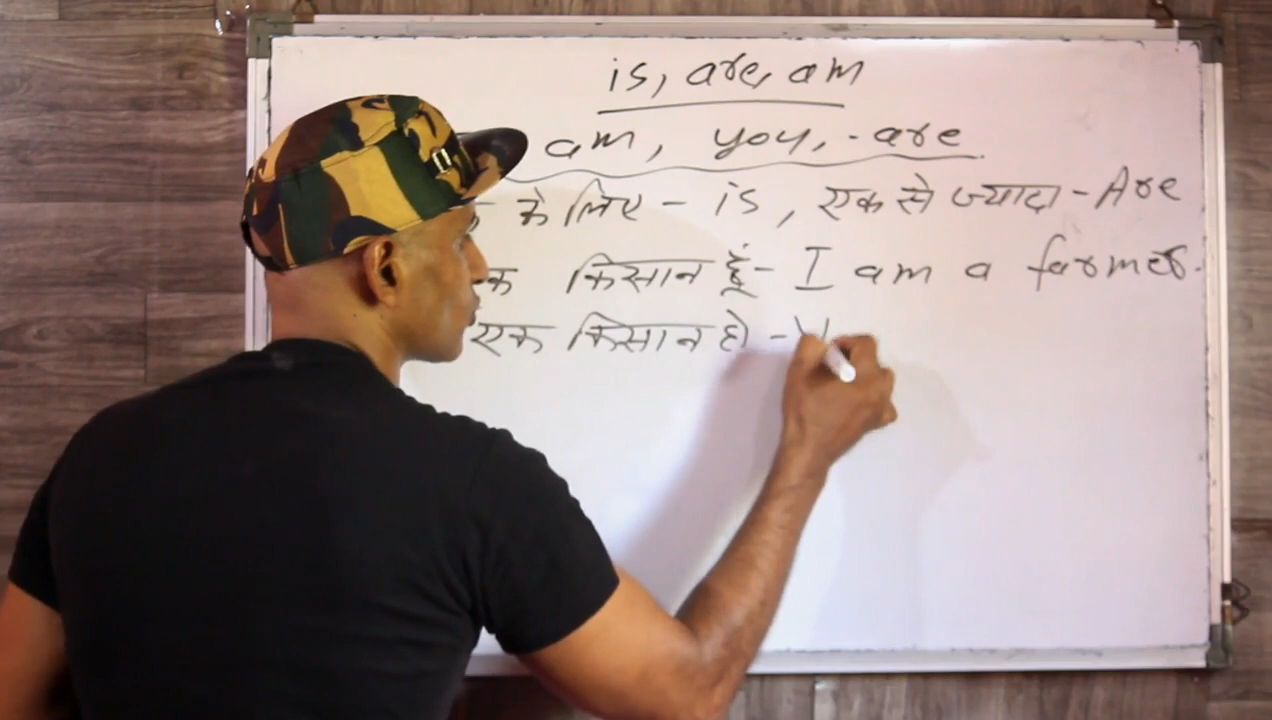 is, are, am
am, you, - are
के लिए - is, एक से ज्यादा - Are
किसान हूं - I am a farmer.
एक किसान हो - Y